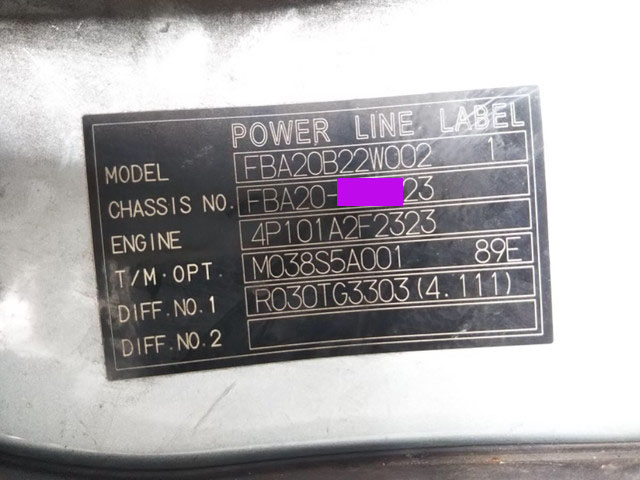 POWER LINE LABEL
MODEL FBA20B22W002 1
CHASSIS NO. FBA20- 23
ENGINE 4P101A2F2323
T/M·OPT. M038S5A001 89E
DIFF.NO.1 R030TG3303(4.111)
DIFF.NO.2